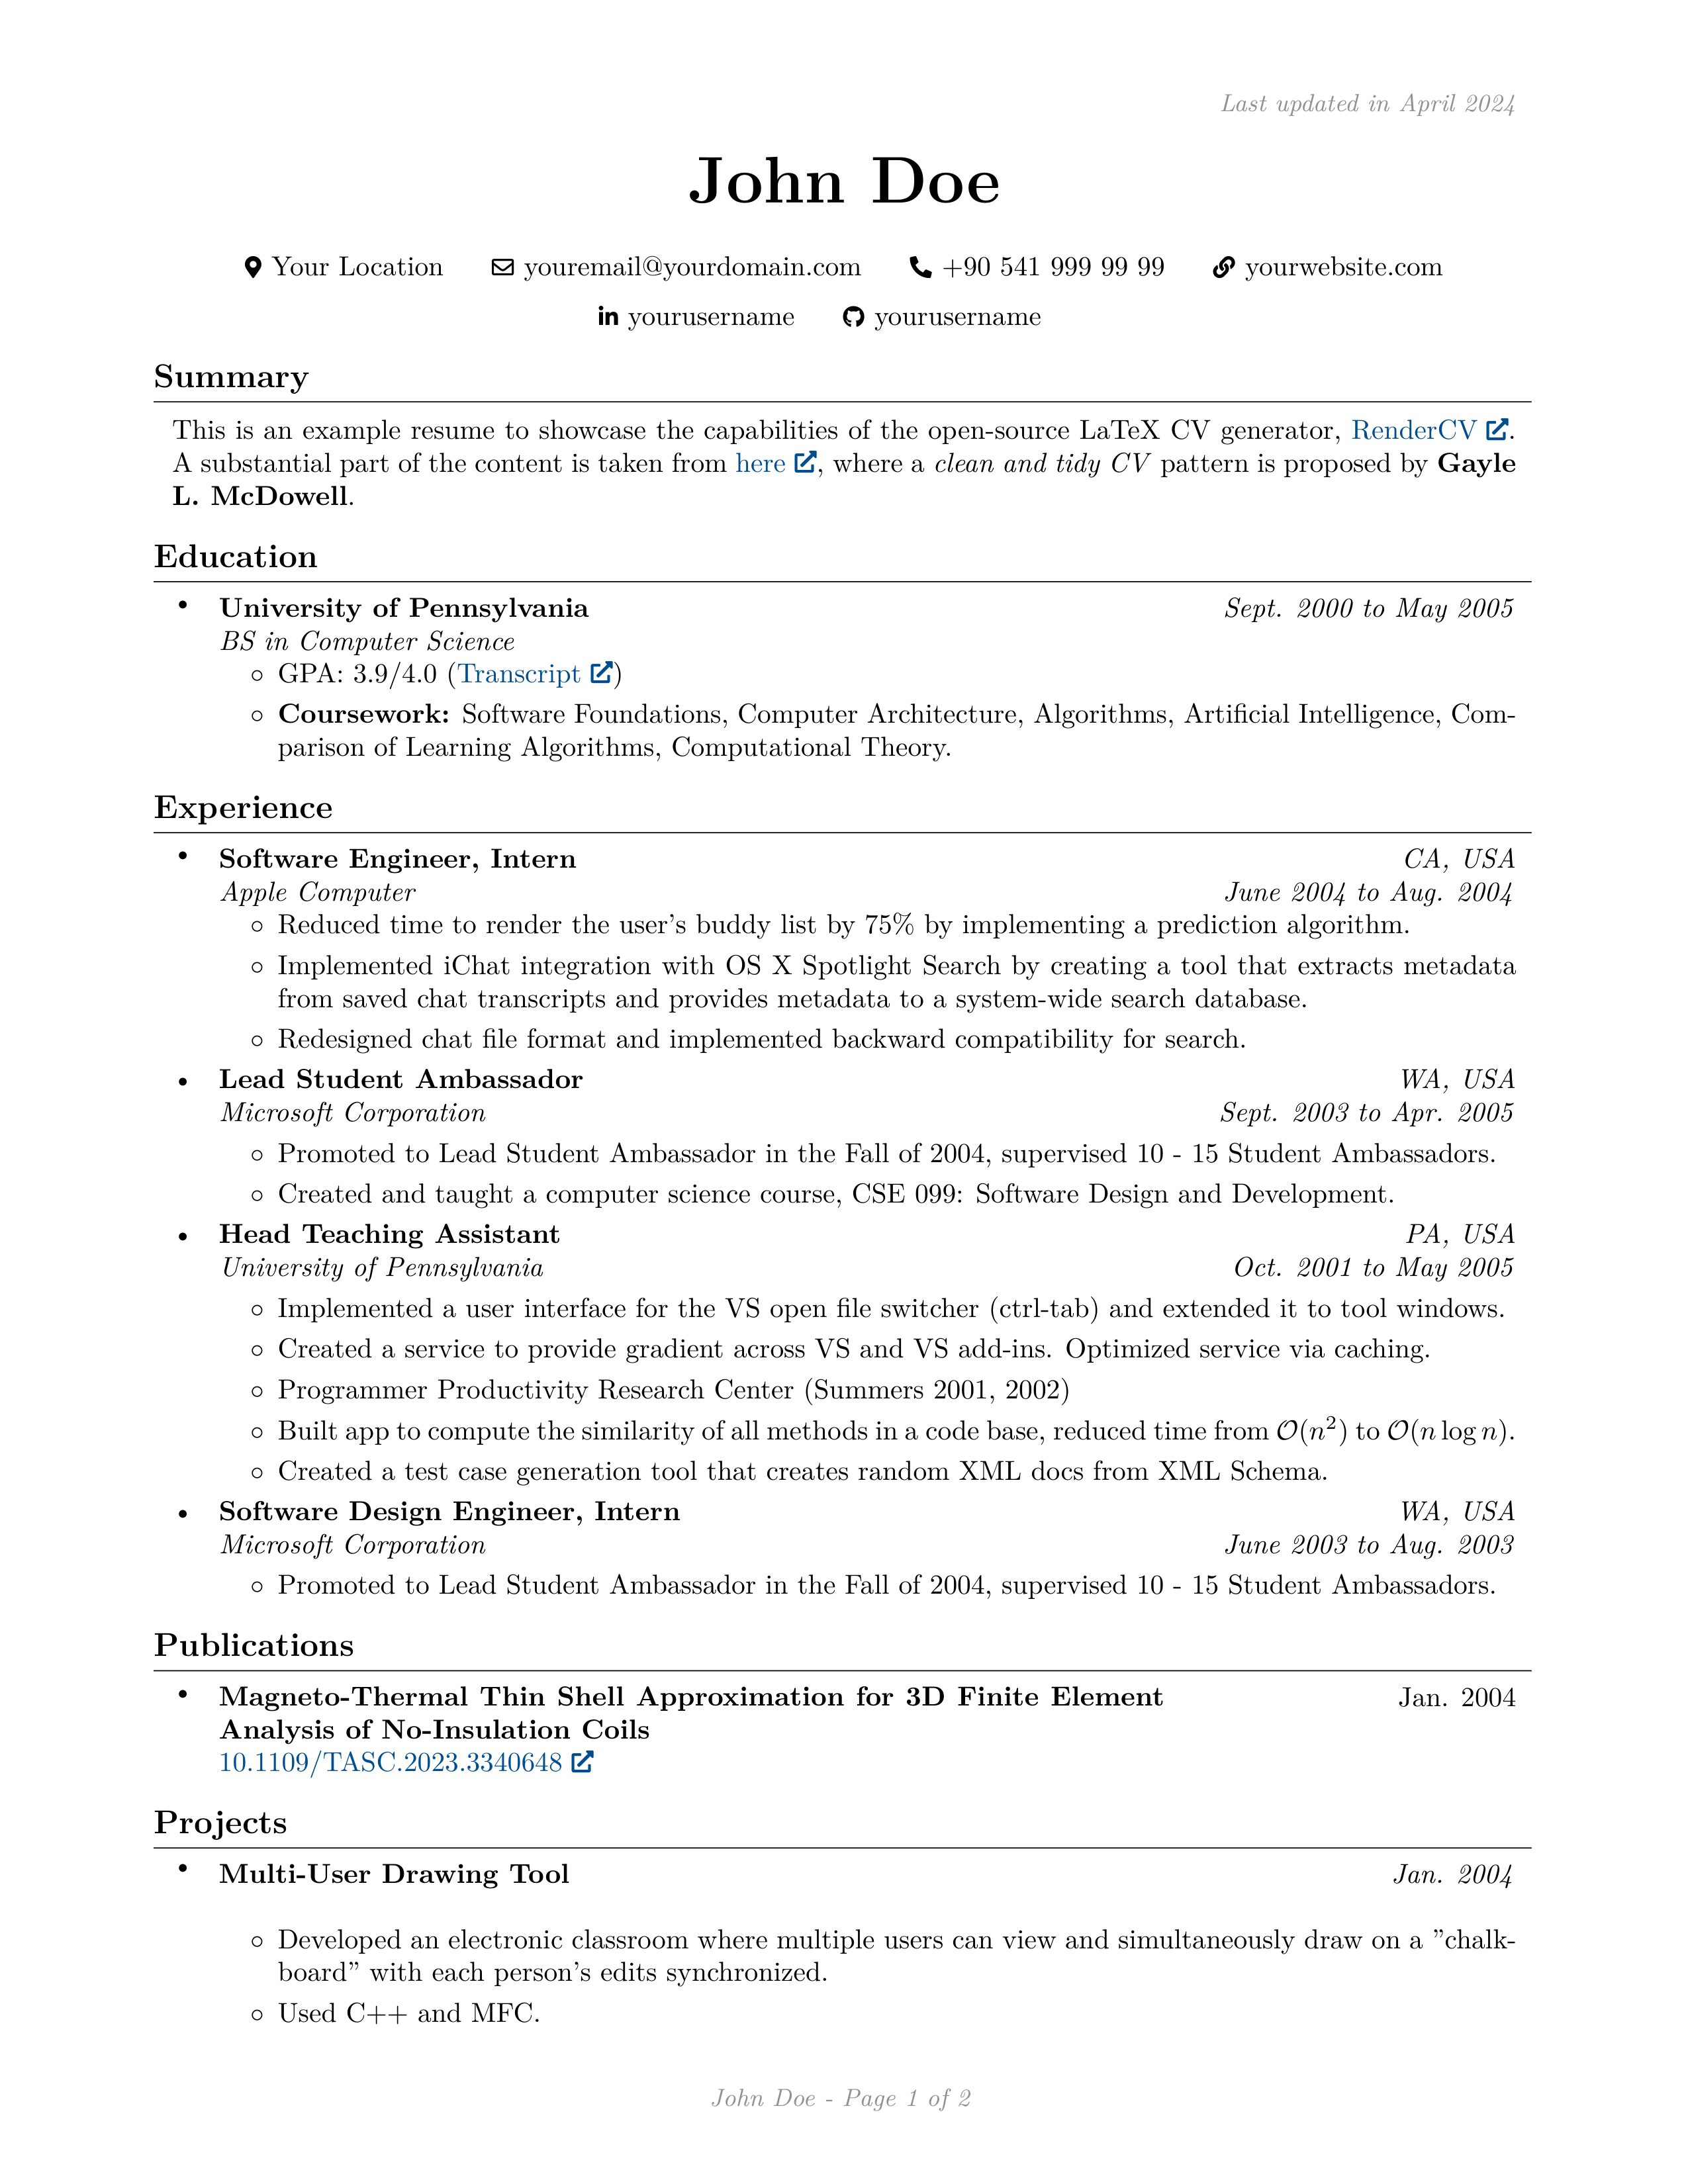 Last updated in April 2024
John Doe
Your Location youremail@yourdomain.com +90 541 999 99 99 yourwebsite.com
yourusername yourusername
Summary
This is an example resume to showcase the capabilities of the open-source LaTeX CV generator, RenderCV.
A substantial part of the content is taken from here, where a clean and tidy CV pattern is proposed by Gayle
L. McDowell.
Education
• University of Pennsylvania Sept. 2000 to May 2005
BS in Computer Science
◦ GPA: 3.9/4.0 (Transcript)
◦ Coursework: Software Foundations, Computer Architecture, Algorithms, Artificial Intelligence, Com-
parison of Learning Algorithms, Computational Theory.
Experience
• Software Engineer, Intern CA, USA
Apple Computer June 2004 to Aug. 2004
◦ Reduced time to render the user’s buddy list by 75% by implementing a prediction algorithm.
◦ Implemented iChat integration with OS X Spotlight Search by creating a tool that extracts metadata
from saved chat transcripts and provides metadata to a system-wide search database.
◦ Redesigned chat file format and implemented backward compatibility for search.
• Lead Student Ambassador WA, USA
Microsoft Corporation Sept. 2003 to Apr. 2005
◦ Promoted to Lead Student Ambassador in the Fall of 2004, supervised 10 - 15 Student Ambassadors.
◦ Created and taught a computer science course, CSE 099: Software Design and Development.
• Head Teaching Assistant PA, USA
University of Pennsylvania Oct. 2001 to May 2005
◦ Implemented a user interface for the VS open file switcher (ctrl-tab) and extended it to tool windows.
◦ Created a service to provide gradient across VS and VS add-ins. Optimized service via caching.
◦ Programmer Productivity Research Center (Summers 2001, 2002)
◦ Built app to compute the similarity of all methods in a code base, reduced time from 𝒪(n²) to 𝒪(n log n).
◦ Created a test case generation tool that creates random XML docs from XML Schema.
• Software Design Engineer, Intern WA, USA
Microsoft Corporation June 2003 to Aug. 2003
◦ Promoted to Lead Student Ambassador in the Fall of 2004, supervised 10 - 15 Student Ambassadors.
Publications
• Magneto-Thermal Thin Shell Approximation for 3D Finite Element Jan. 2004
Analysis of No-Insulation Coils
10.1109/TASC.2023.3340648
Projects
• Multi-User Drawing Tool Jan. 2004
◦ Developed an electronic classroom where multiple users can view and simultaneously draw on a ”chalk-
board” with each person’s edits synchronized.
◦ Used C++ and MFC.
John Doe - Page 1 of 2